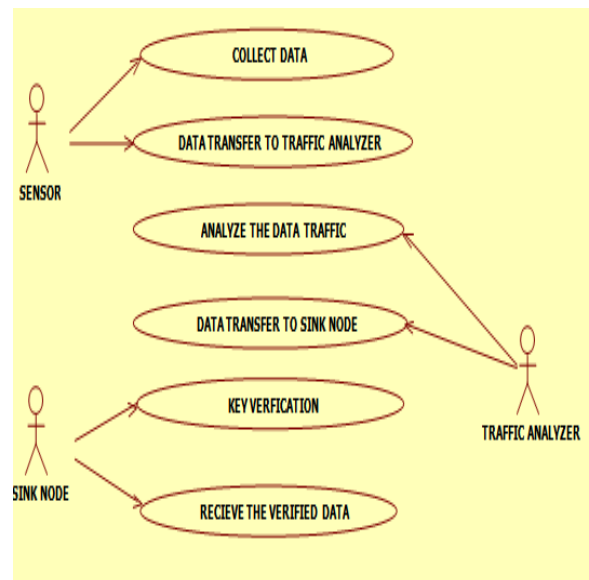 COLLECT DATA
DATA TRANSFER TO TRAFFIC ANALYZER
SENSOR
ANALYZE THE DATA TRAFFIC
DATA TRANSFER TO SINK NODE
KEY VERFICATION
TRAFFIC ANALYZER
SINK NODE
RECIEVE THE VERIFIED DATA